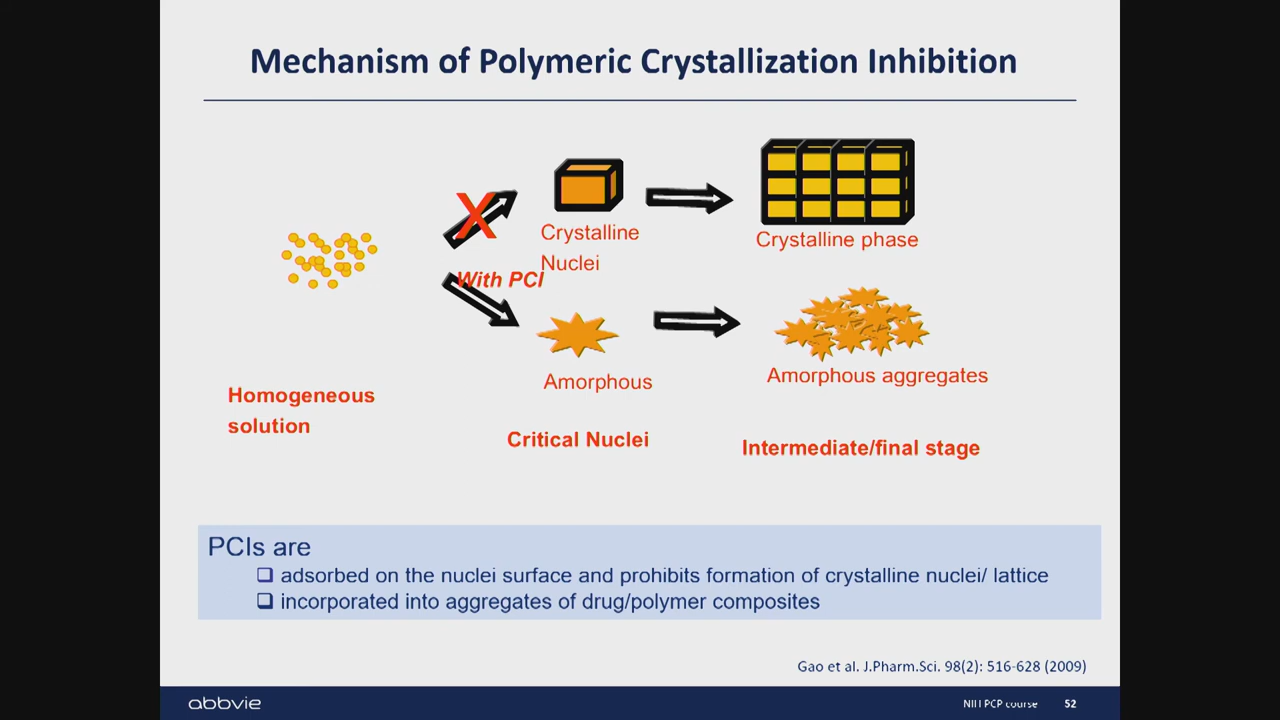 Mechanism of Polymeric Crystallization Inhibition
X
Crystalline
Nuclei
Crystalline phase
With PCI
Amorphous
Amorphous aggregates
Homogeneous
solution
Critical Nuclei
Intermediate/final stage
PCIs are
adsorbed on the nuclei surface and prohibits formation of crystalline nuclei/ lattice
incorporated into aggregates of drug/polymer composites
Gao et al. J.Pharm.Sci. 98(2): 516-628 (2009)
abbvie
NIH PCP course 52